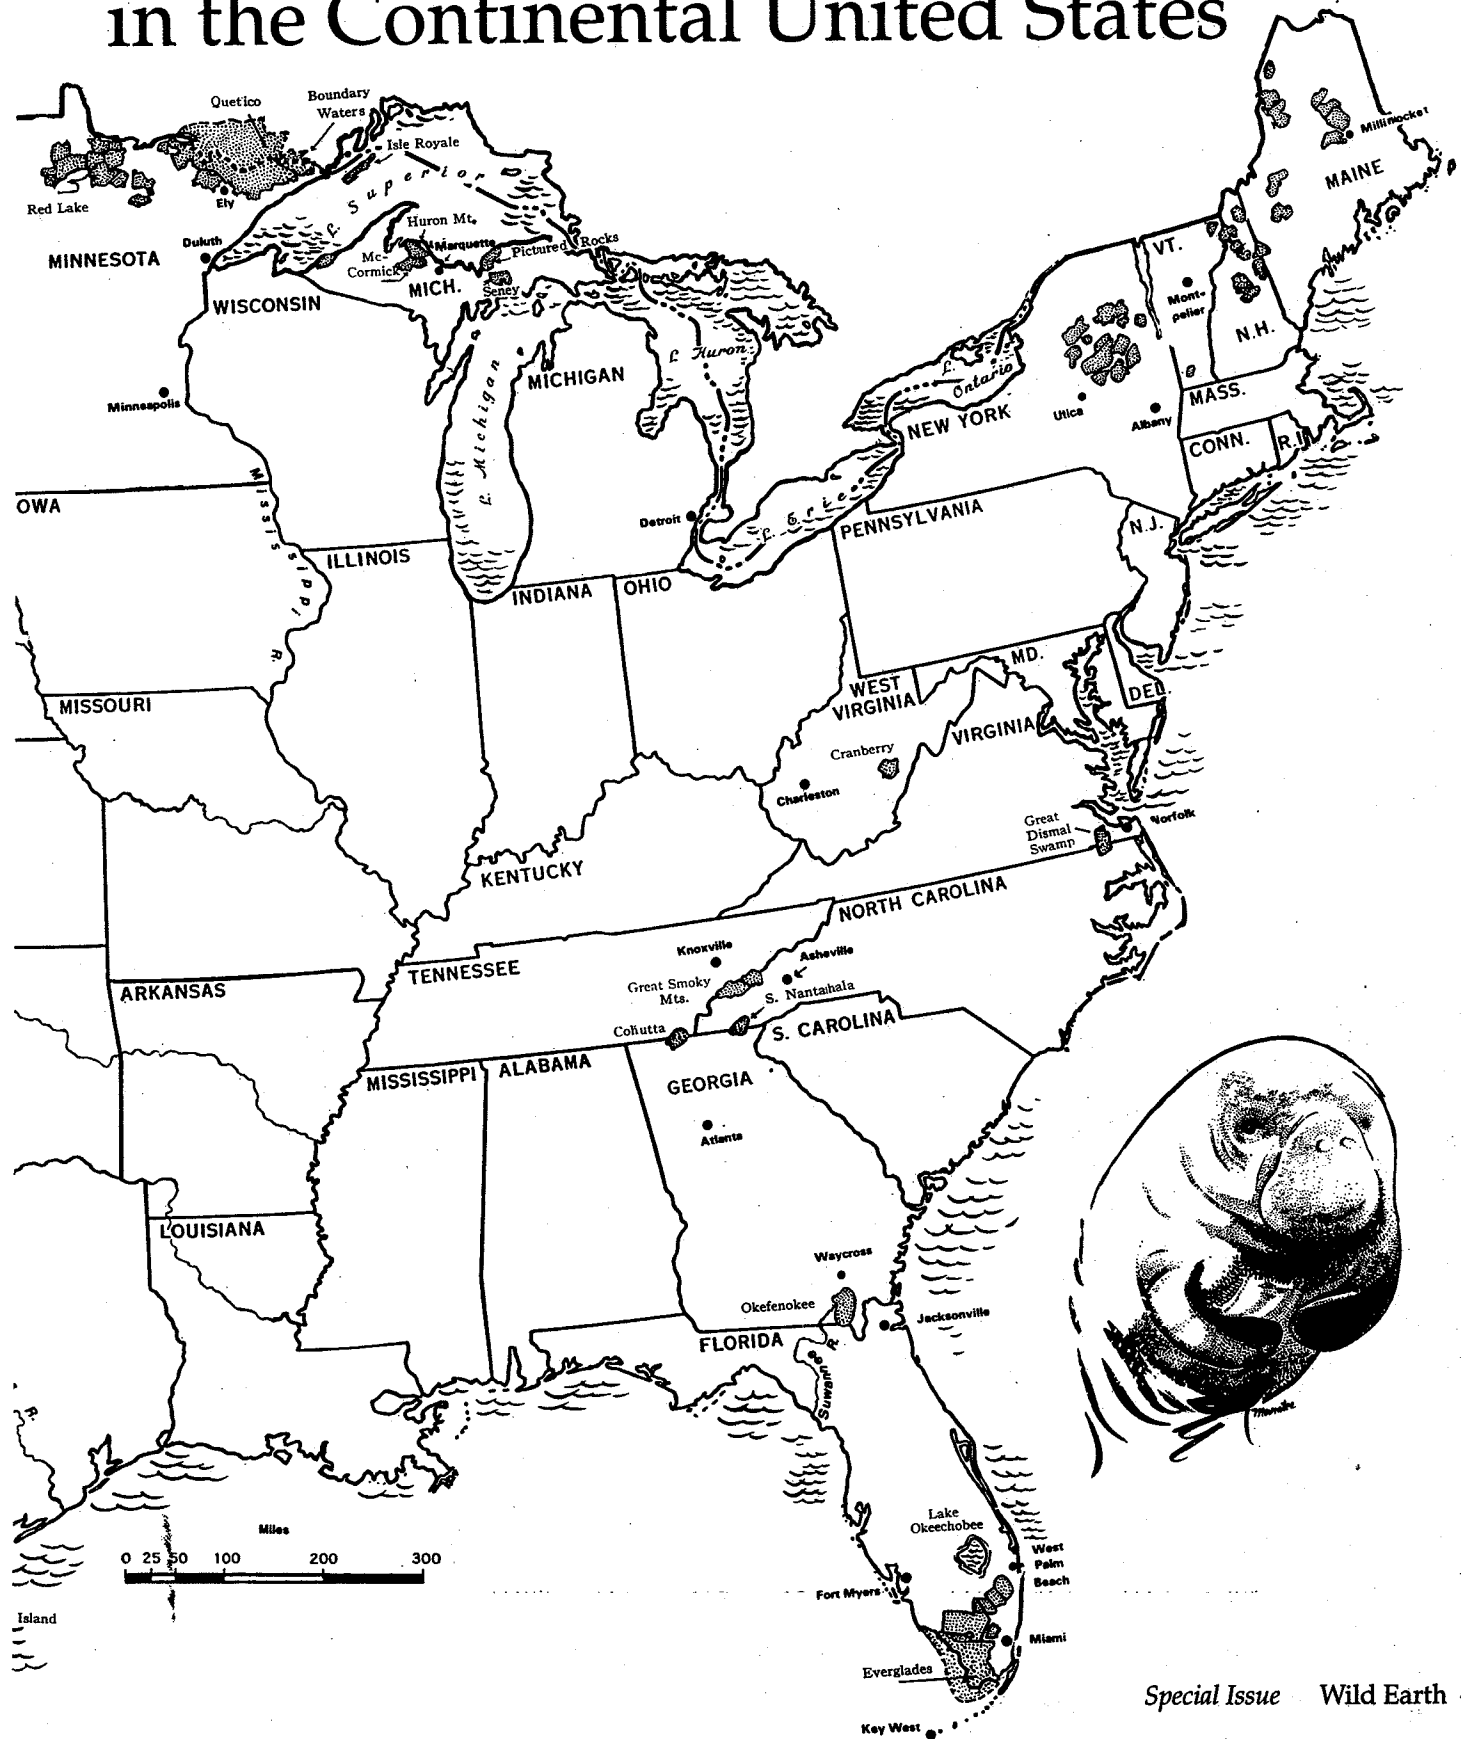 in the Continental United States
Quetico
Boundary
Waters
Isle Royale
Red Lake
Ely
L. Superior
Huron Mt.
Marquette
Pictured Rocks
Mc-
Cormick
MICH.
Seney
Duluth
MINNESOTA
WISCONSIN
Minneapolis
L. Michigan
MICHIGAN
L. Huron
Millinocket
MAINE
VT.
Mont-
pelier
N.H.
L.
Ontario
NEW YORK
Utica
Albany
MASS.
CONN.
R.I.
OWA
Mississippi R.
ILLINOIS
Detroit
L. Erie
PENNSYLVANIA
N.J.
INDIANA
OHIO
MD.
DEL.
MISSOURI
WEST
VIRGINIA
VIRGINIA
Cranberry
Charleston
Great
Dismal
Swamp
Norfolk
KENTUCKY
NORTH CAROLINA
Knoxville
Asheville
TENNESSEE
Great Smoky
Mts.
S. Nantahala
ARKANSAS
Cohutta
S. CAROLINA
MISSISSIPPI
ALABAMA
GEORGIA
Atlanta
LOUISIANA
Waycross
Okefenokee
Jacksonville
FLORIDA
Suwann R.
R.
Lake
Okeechobee
West
Palm
Beach
Fort Myers
Miami
Everglades
Key West
Miles
0 25 50 100 200 300
Island
Special Issue Wild Earth